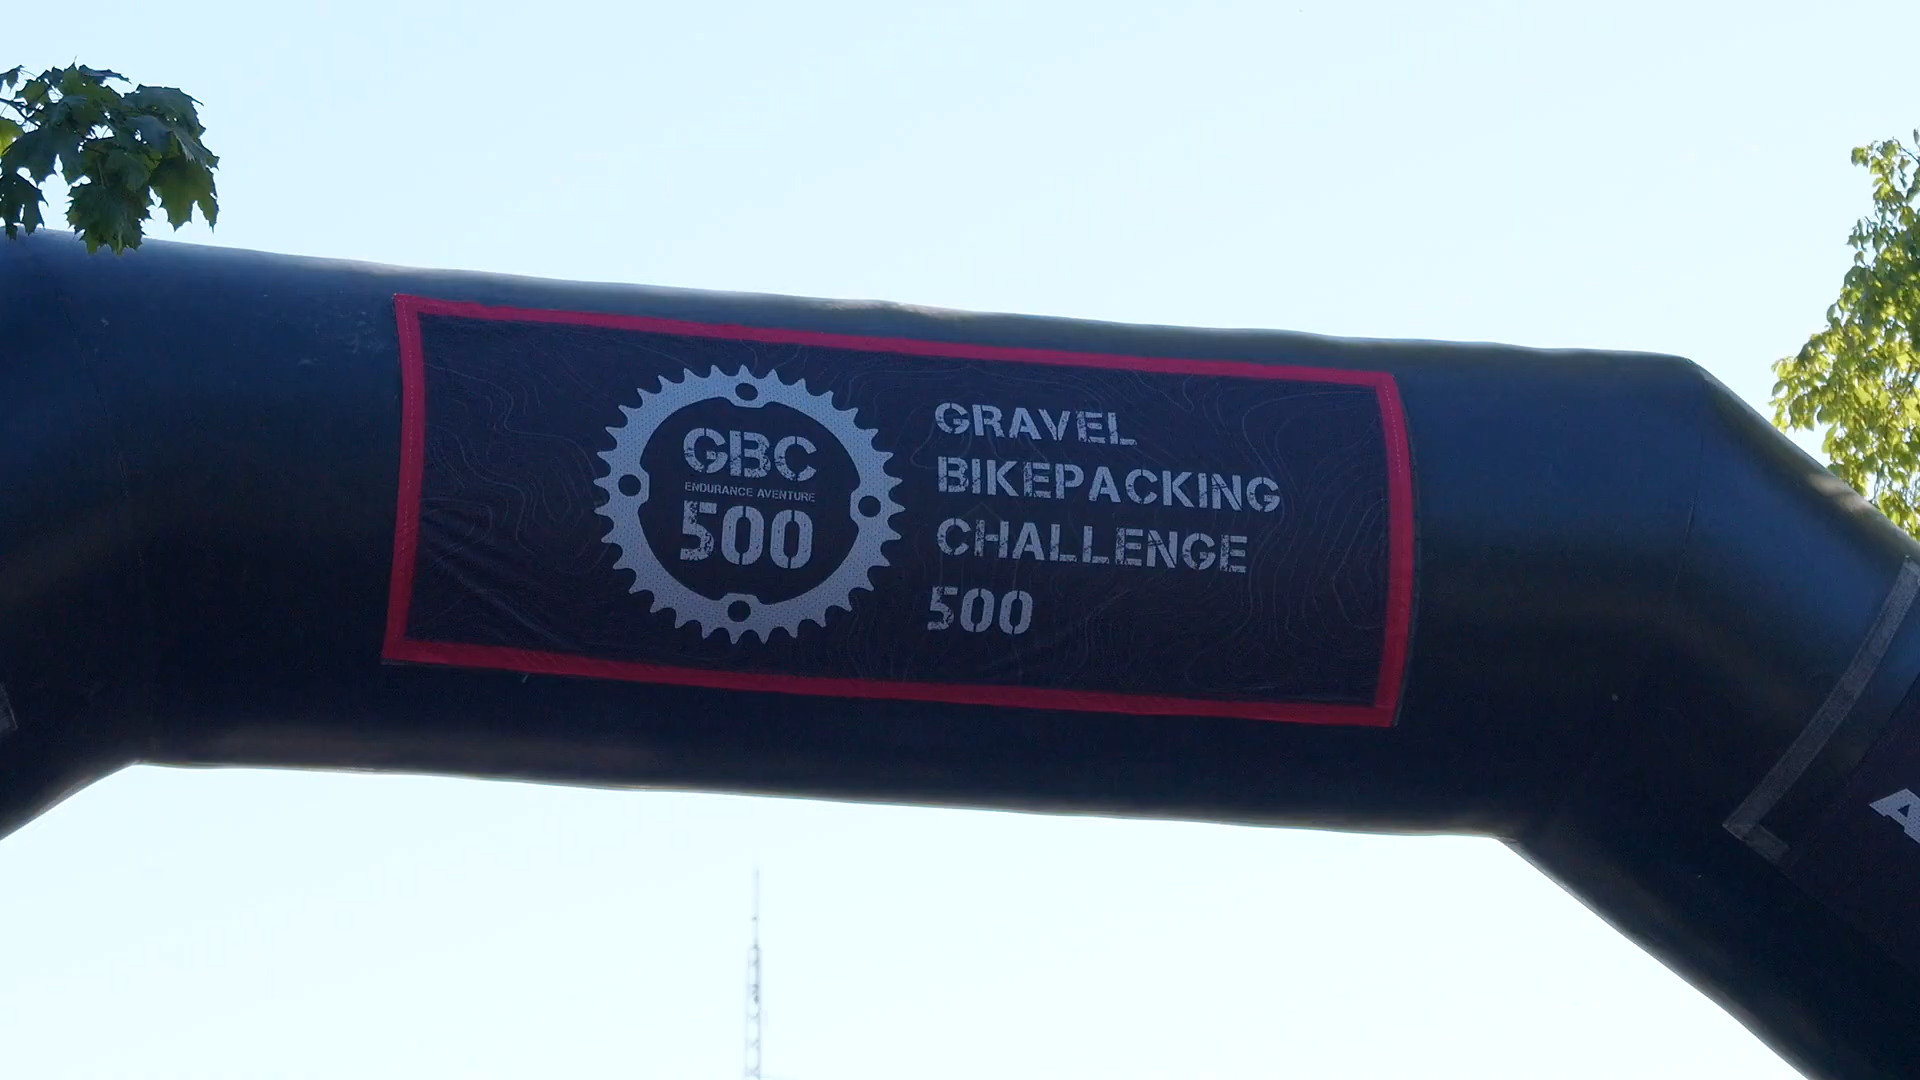 GBC
ENDURANCE AVENTURE
500
GRAVEL
BIKEPACKING
CHALLENGE
500